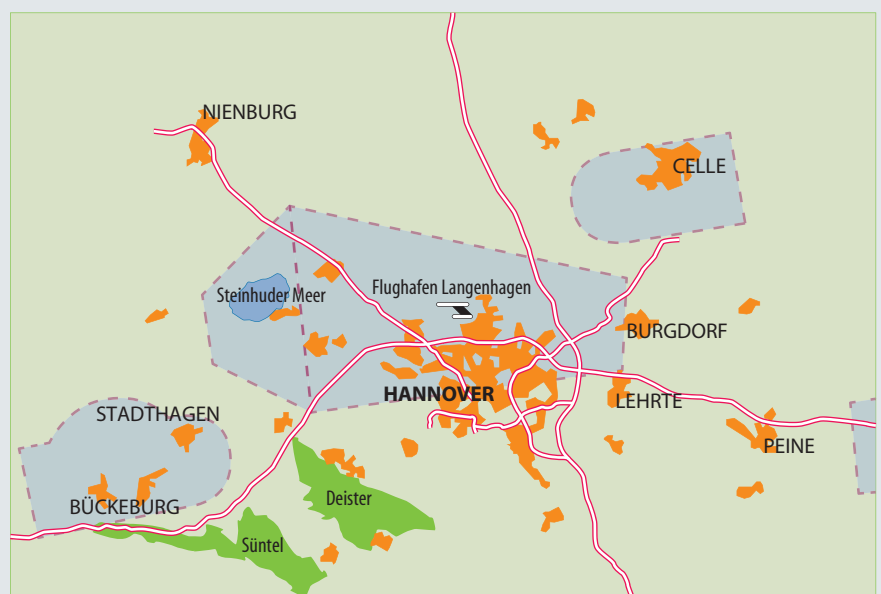 NIENBURG
CELLE
Steinhuder Meer
Flughafen Langenhagen
BURGDORF
HANNOVER
LEHRTE
STADTHAGEN
PEINE
BÜCKEBURG
Deister
Süntel